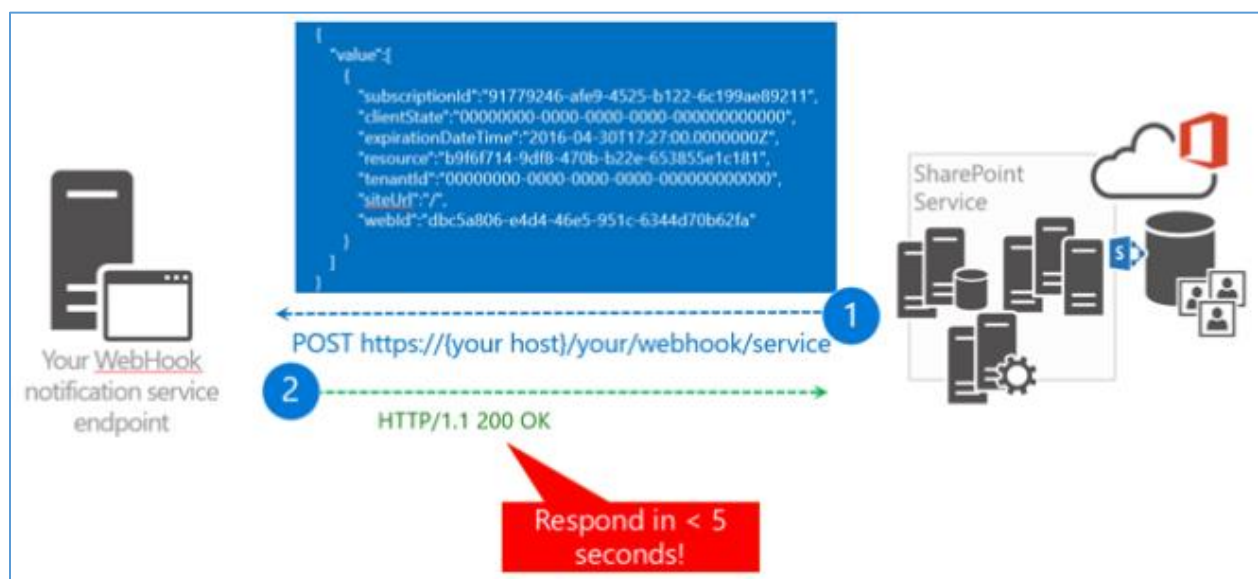 {
"value":[
{
"subscriptionId":"91779246-afe9-4525-b122-6c199ae89211",
"clientState":"00000000-0000-0000-0000-000000000000",
"expirationDateTime":"2016-04-30T17:27:00.0000000Z",
"resource":"b9f6f714-9df8-470b-b22e-653855e1c181",
"tenantId":"00000000-0000-0000-0000-000000000000",
"siteUrl":"/",
"webId":"dbc5a806-e4d4-46e5-951c-6344d70b62fa"
}
]
}
SharePoint
Service
S
1
POST https://{your host}/your/webhook/service
Your WebHook
notification service
endpoint
2
HTTP/1.1 200 OK
Respond in < 5
seconds!